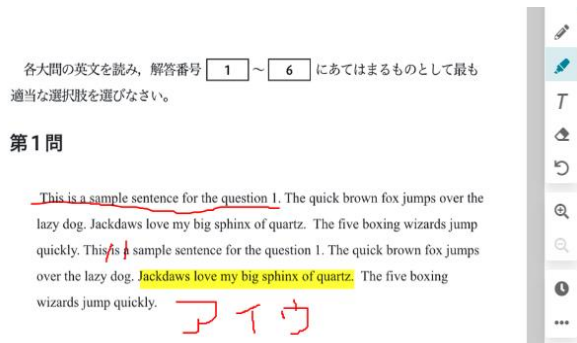 各大問の英文を読み，解答番号 1 ～ 6 にあてはまるものとして最も
適当な選択肢を選びなさい。
第1問
This is a sample sentence for the question 1. The quick brown fox jumps over the
lazy dog. Jackdaws love my big sphinx of quartz. The five boxing wizards jump
quickly. This is a sample sentence for the question 1. The quick brown fox jumps
over the lazy dog. Jackdaws love my big sphinx of quartz. The five boxing
wizards jump quickly.
アイウ
T